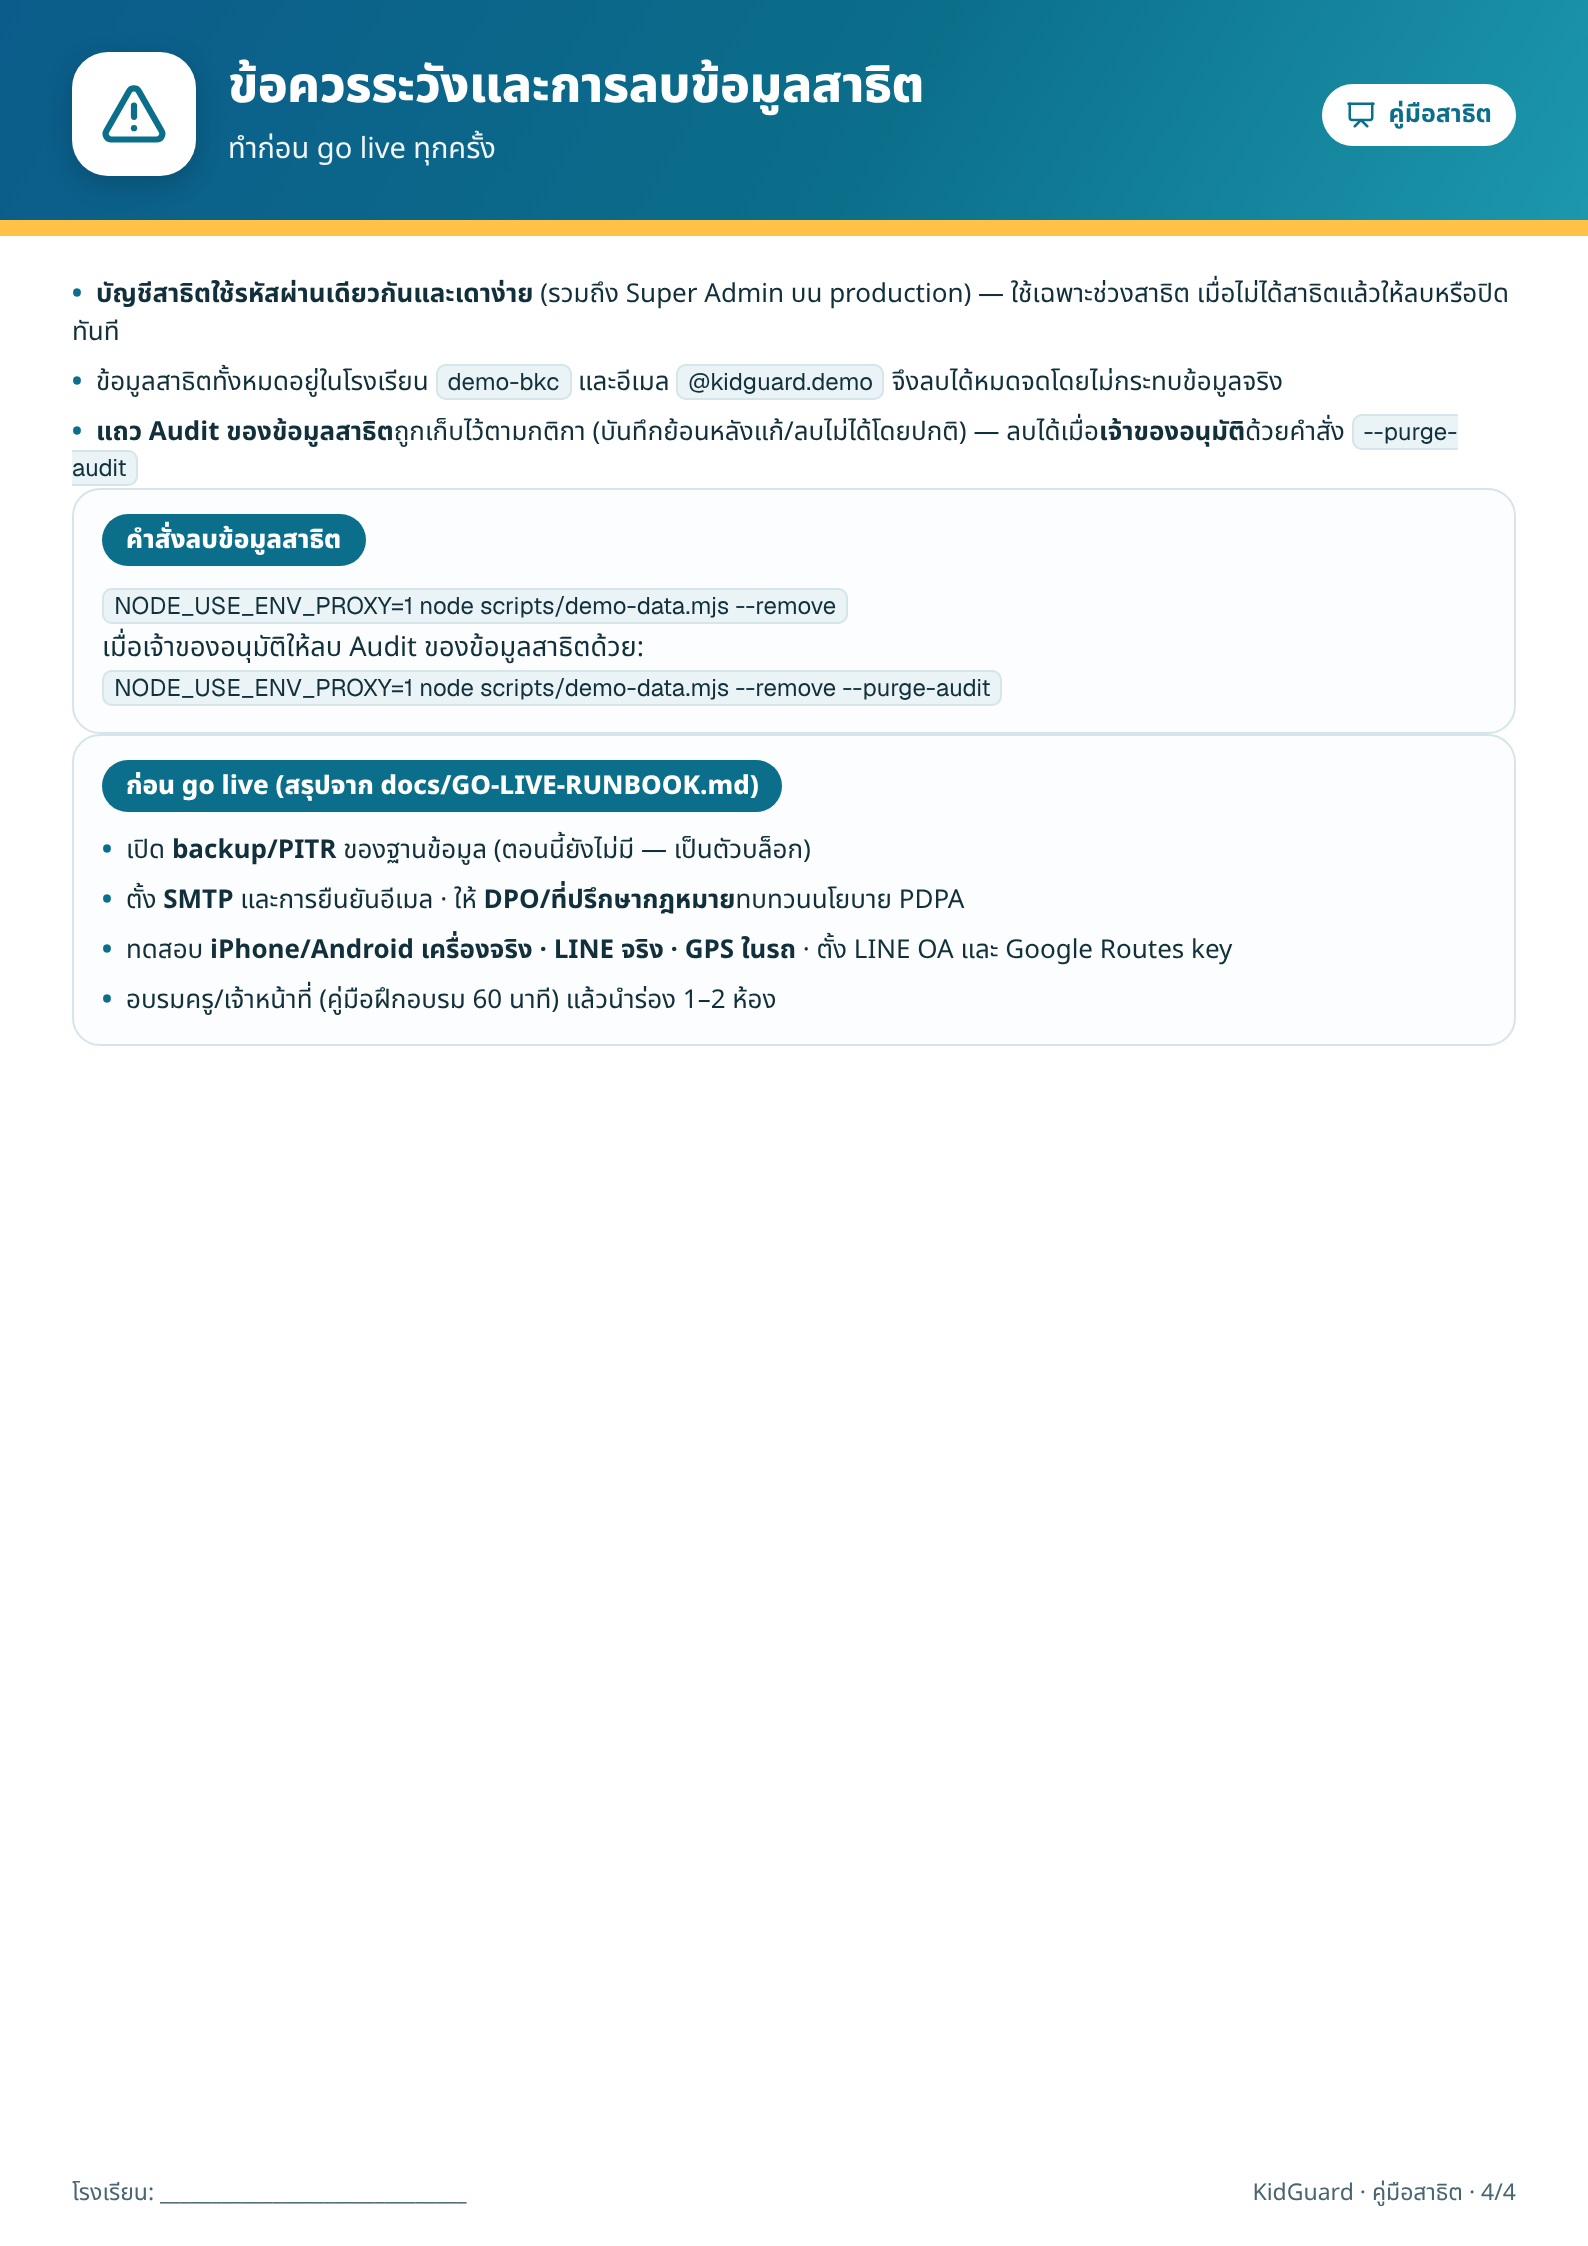 ข้อควรระวังและการลบข้อมูลสาธิต
ทำก่อน go live ทุกครั้ง
คู่มือสาธิต
• บัญชีสาธิตใช้รหัสผ่านเดียวกันและเดาง่าย (รวมถึง Super Admin บน production) — ใช้เฉพาะช่วงสาธิต เมื่อไม่ได้สาธิตแล้วให้ลบหรือปิด
ทันที
• ข้อมูลสาธิตทั้งหมดอยู่ในโรงเรียน demo-bkc และอีเมล @kidguard.demo จึงลบได้หมดจดโดยไม่กระทบข้อมูลจริง
• แถว Audit ของข้อมูลสาธิตถูกเก็บไว้ตามกติกา (บันทึกย้อนหลังแก้/ลบไม่ได้โดยปกติ) — ลบได้เมื่อเจ้าของอนุมัติด้วยคำสั่ง --purge-
audit
คำสั่งลบข้อมูลสาธิต
NODE_USE_ENV_PROXY=1 node scripts/demo-data.mjs --remove
เมื่อเจ้าของอนุมัติให้ลบ Audit ของข้อมูลสาธิตด้วย:
NODE_USE_ENV_PROXY=1 node scripts/demo-data.mjs --remove --purge-audit
ก่อน go live (สรุปจาก docs/GO-LIVE-RUNBOOK.md)
• เปิด backup/PITR ของฐานข้อมูล (ตอนนี้ยังไม่มี — เป็นตัวบล็อก)
• ตั้ง SMTP และการยืนยันอีเมล · ให้ DPO/ที่ปรึกษากฎหมายทบทวนนโยบาย PDPA
• ทดสอบ iPhone/Android เครื่องจริง · LINE จริง · GPS ในรถ · ตั้ง LINE OA และ Google Routes key
• อบรมครู/เจ้าหน้าที่ (คู่มือฝึกอบรม 60 นาที) แล้วนำร่อง 1–2 ห้อง
โรงเรียน: ______________________________
KidGuard · คู่มือสาธิต · 4/4